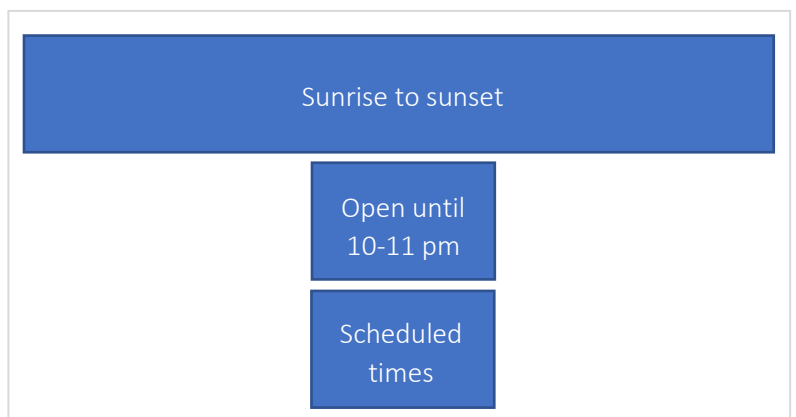 Sunrise to sunset
Open until
10-11 pm
Scheduled
times